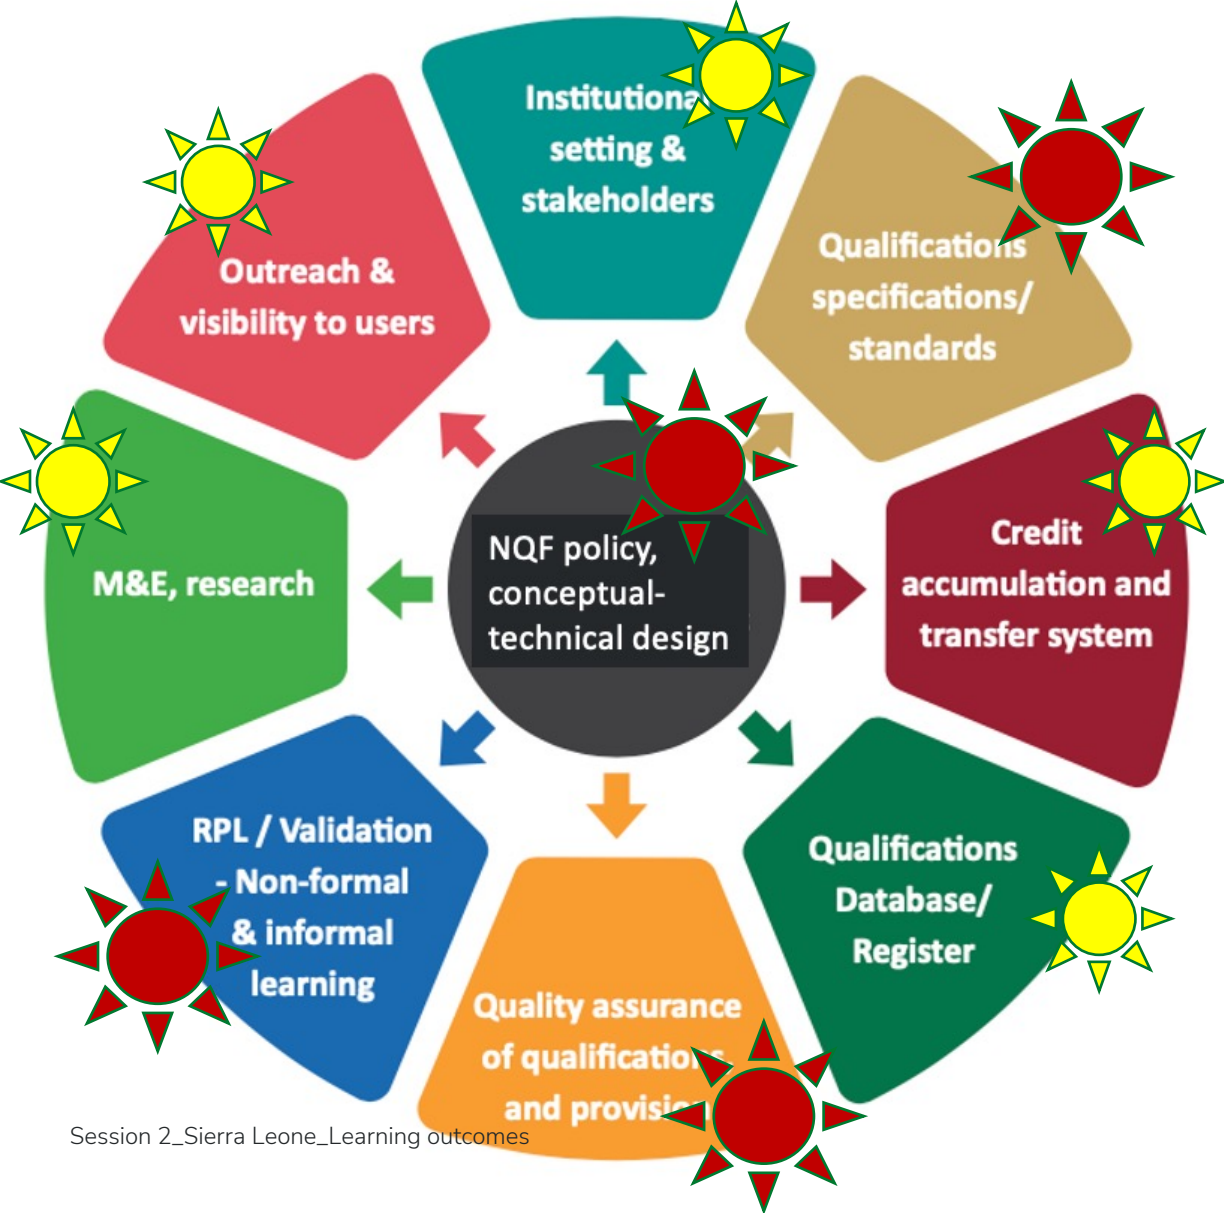 Institutional
setting &
stakeholders
Qualifications
specifications/
standards
Credit
accumulation and
transfer system
Qualifications
Database/
Register
Quality assurance
of qualifications
and provision
RPL / Validation
- Non-formal
& informal
learning
M&E, research
Outreach &
visibility to users
NQF policy,
conceptual-
technical design
Session 2_Sierra Leone_Learning outcomes